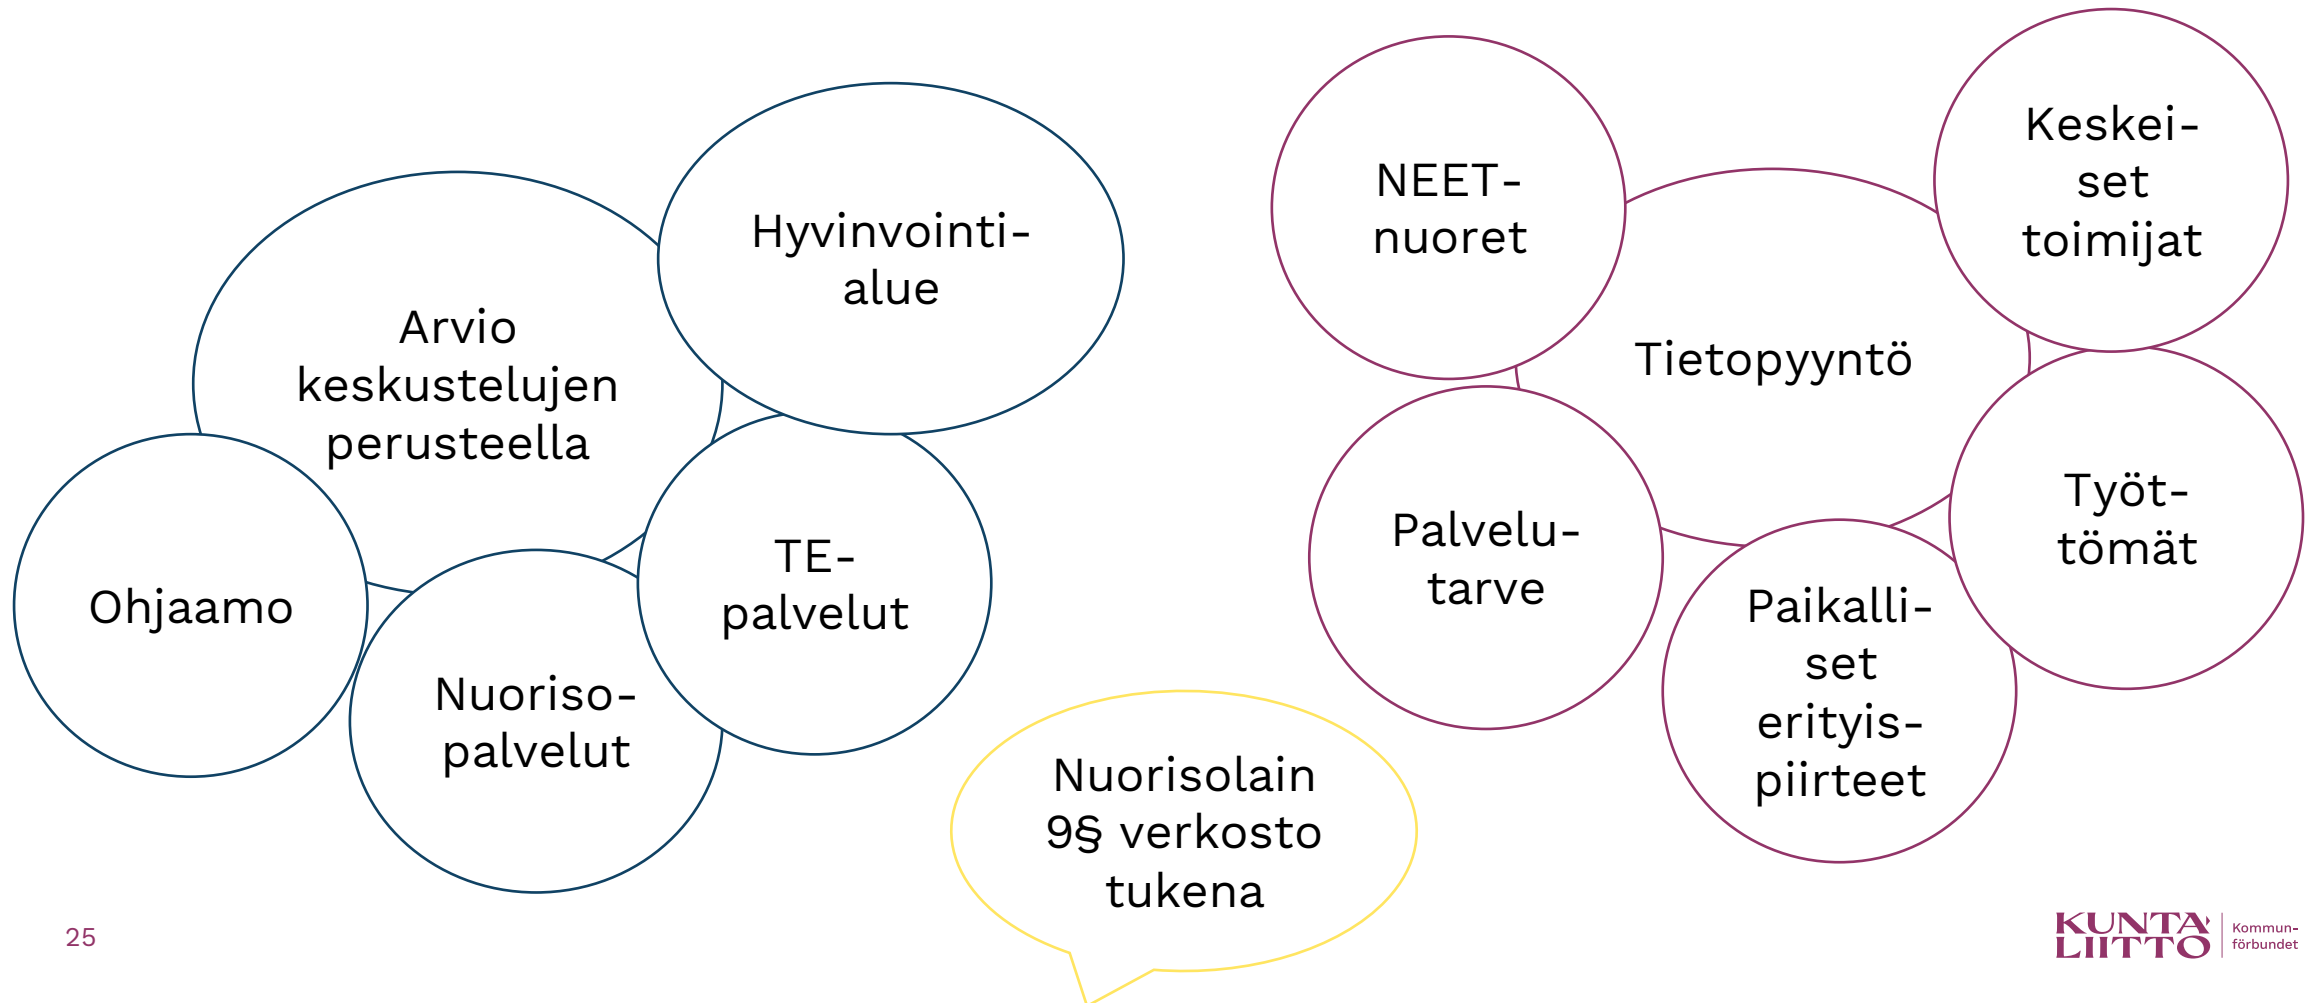 Arvio
keskustelujen
perusteella
Hyvinvointi-
alue
Ohjaamo
Nuoriso-
palvelut
TE-
palvelut
NEET-
nuoret
Tietopyyntö
Keskei-
set
toimijat
Palvelu-
tarve
Paikalli-
set
erityis-
piirteet
Työt-
tömät
Nuorisolain
9§ verkosto
tukena
25
KUNTA
LIITTO
Kommun-
förbundet